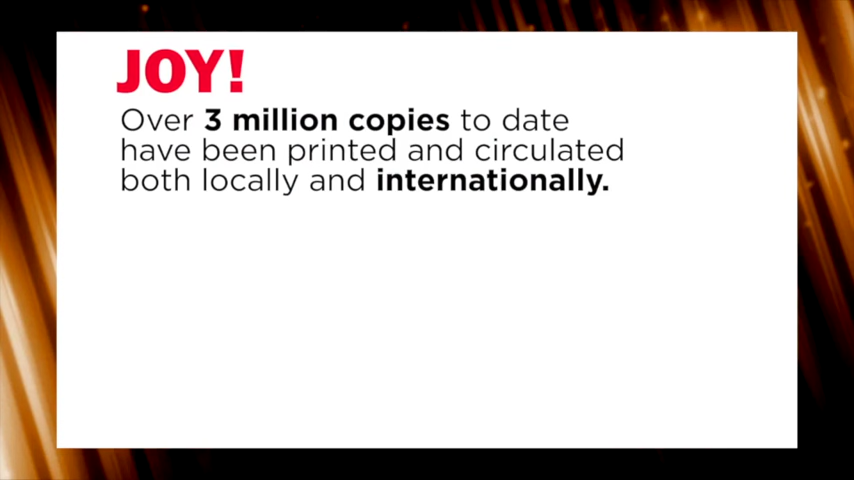 JOY!
Over 3 million copies to date
have been printed and circulated
both locally and internationally.